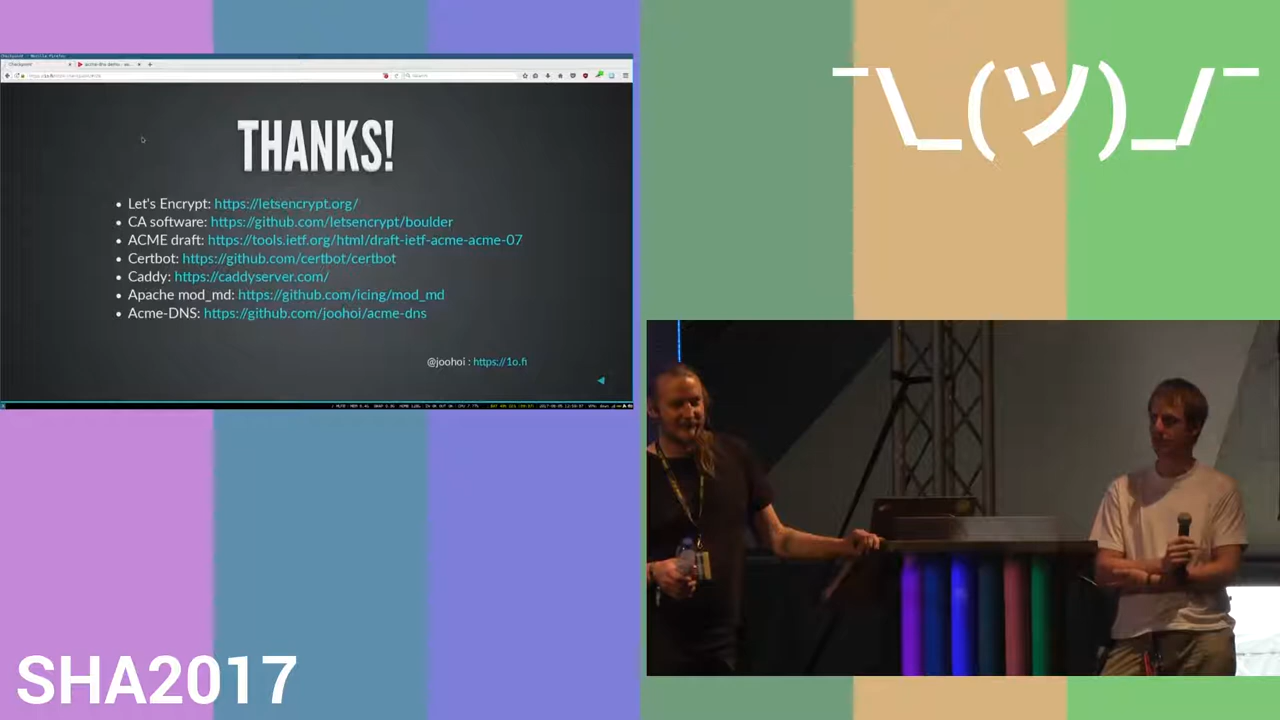 THANKS!
Let's Encrypt: https://letsencrypt.org/
CA software: https://github.com/letsencrypt/boulder
ACME draft: https://tools.ietf.org/html/draft-ietf-acme-acme-07
Certbot: https://github.com/certbot/certbot
Caddy: https://caddyserver.com/
Apache mod_md: https://github.com/icing/mod_md
Acme-DNS: https://github.com/joohoi/acme-dns
@joohoi : https://1o.fi
¯\_(ツ)_/¯
SHA2017